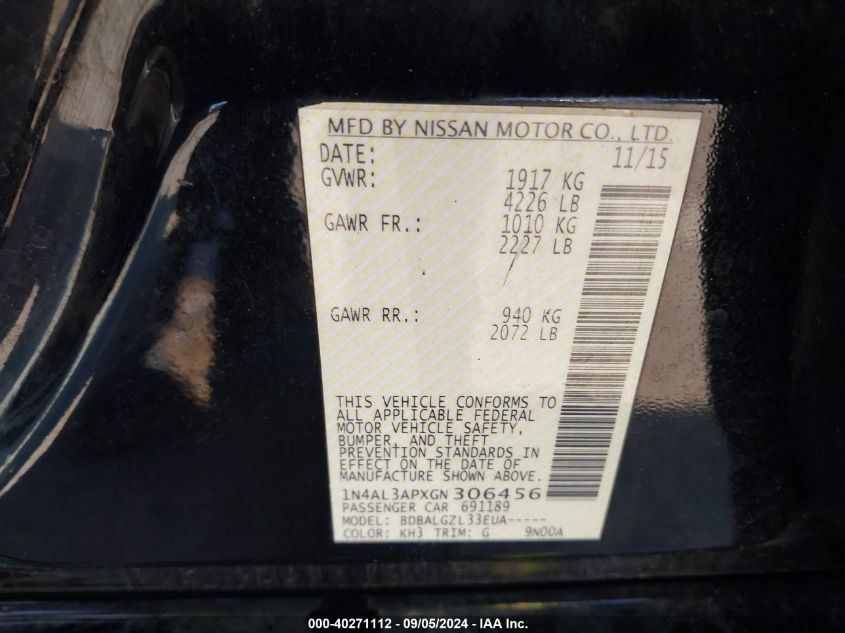 MFD BY NISSAN MOTOR CO., LTD.
DATE: 11/15
GVWR: 1917 KG
4226 LB
GAWR FR.: 1010 KG
2227 LB
GAWR RR.: 940 KG
2072 LB
THIS VEHICLE CONFORMS TO
ALL APPLICABLE FEDERAL
MOTOR VEHICLE SAFETY,
BUMPER, AND THEFT
PREVENTION STANDARDS IN
EFFECT ON THE DATE OF
MANUFACTURE SHOWN ABOVE.
1N4AL3APXGN306456
PASSENGER CAR 691189
MODEL: BDBALGZL33EUA-----
COLOR: KH3 TRIM: G 9N00A
000-40271112 - 09/05/2024 - IAA Inc.